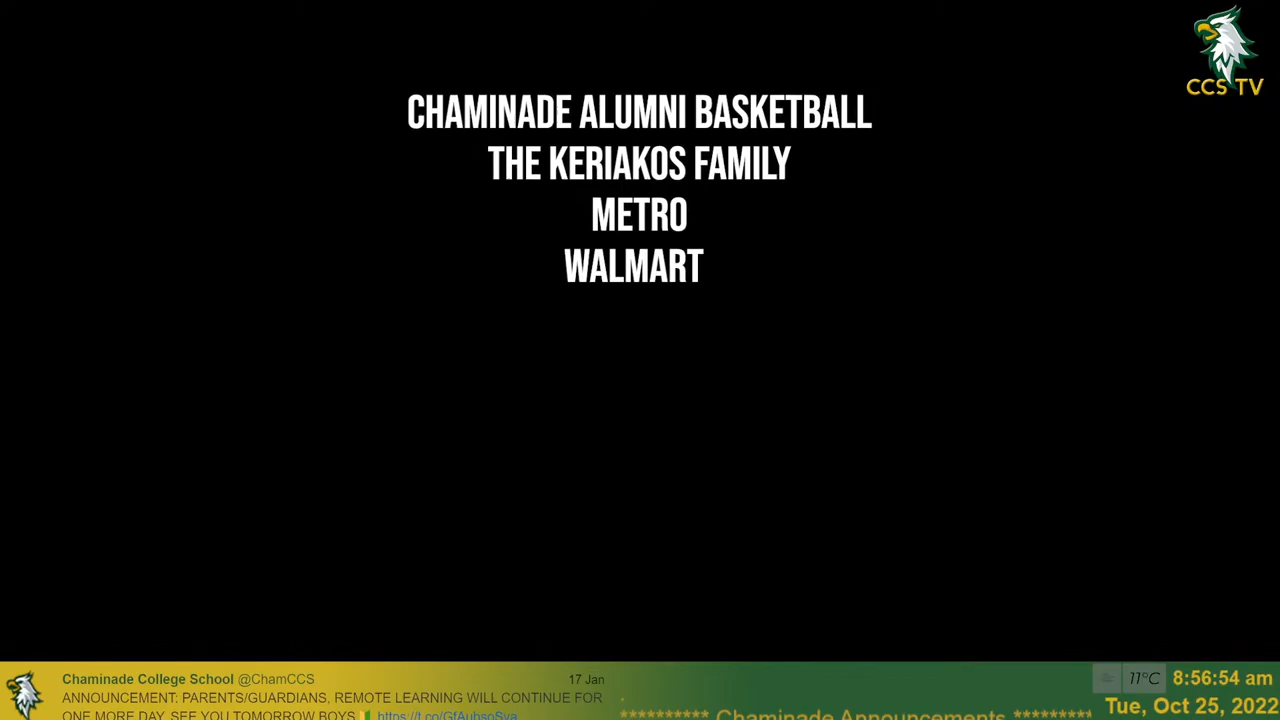 CCS TV
CHAMINADE ALUMNI BASKETBALL
THE KERIAKOS FAMILY
METRO
WALMART
Chaminade College School @ChamCCS 17 Jan
ANNOUNCEMENT: PARENTS/GUARDIANS, REMOTE LEARNING WILL CONTINUE FOR
ONE MORE DAY. SEE YOU TOMORROW BOYS
********** Chaminade Announcements *********
11°C 8:56:54 am
Tue, Oct 25, 2022